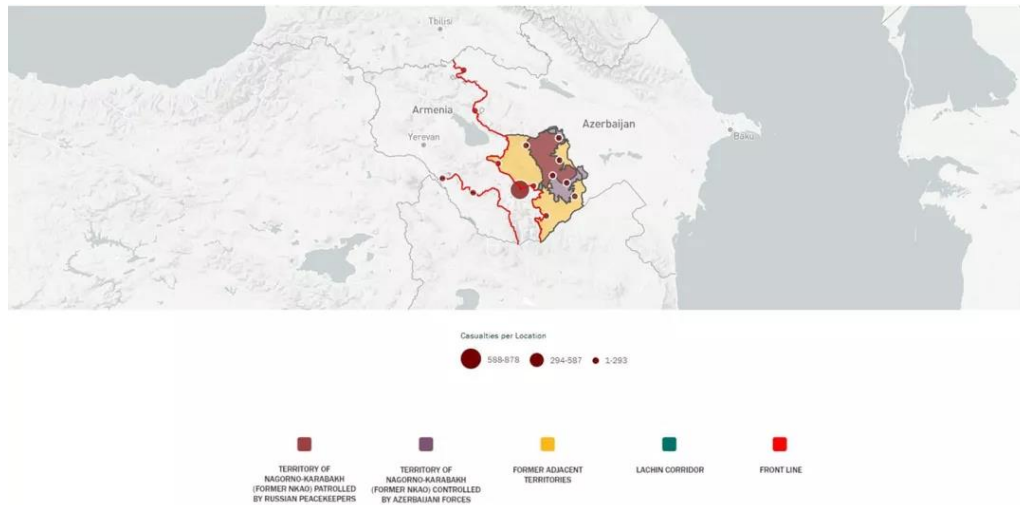 Tbilisi
Armenia
Azerbaijan
Yerevan
Baku
Casualties per Location
588-878
294-587
1-293
TERRITORY OF
NAGORNO-KARABAKH
(FORMER NKAO) PATROLLED
BY RUSSIAN PEACEKEEPERS
TERRITORY OF
NAGORNO-KARABAKH
(FORMER NKAO) CONTROLLED
BY AZERBAIJANI FORCES
FORMER ADJACENT
TERRITORIES
LACHIN CORRIDOR
FRONT LINE